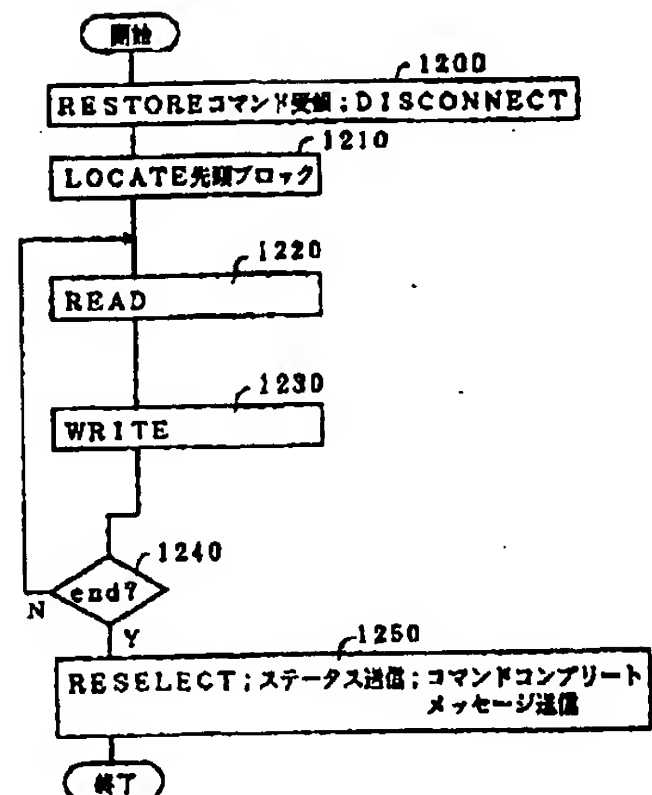 開始
1200
RESTOREコマンド受領;DISCONNECT
1210
LOCATE先頭ブロック
1220
READ
1230
WRITE
1240
end?
N
Y
1250
RESELECT;ステータス送信;コマンドコンプリート
メッセージ送信
終了